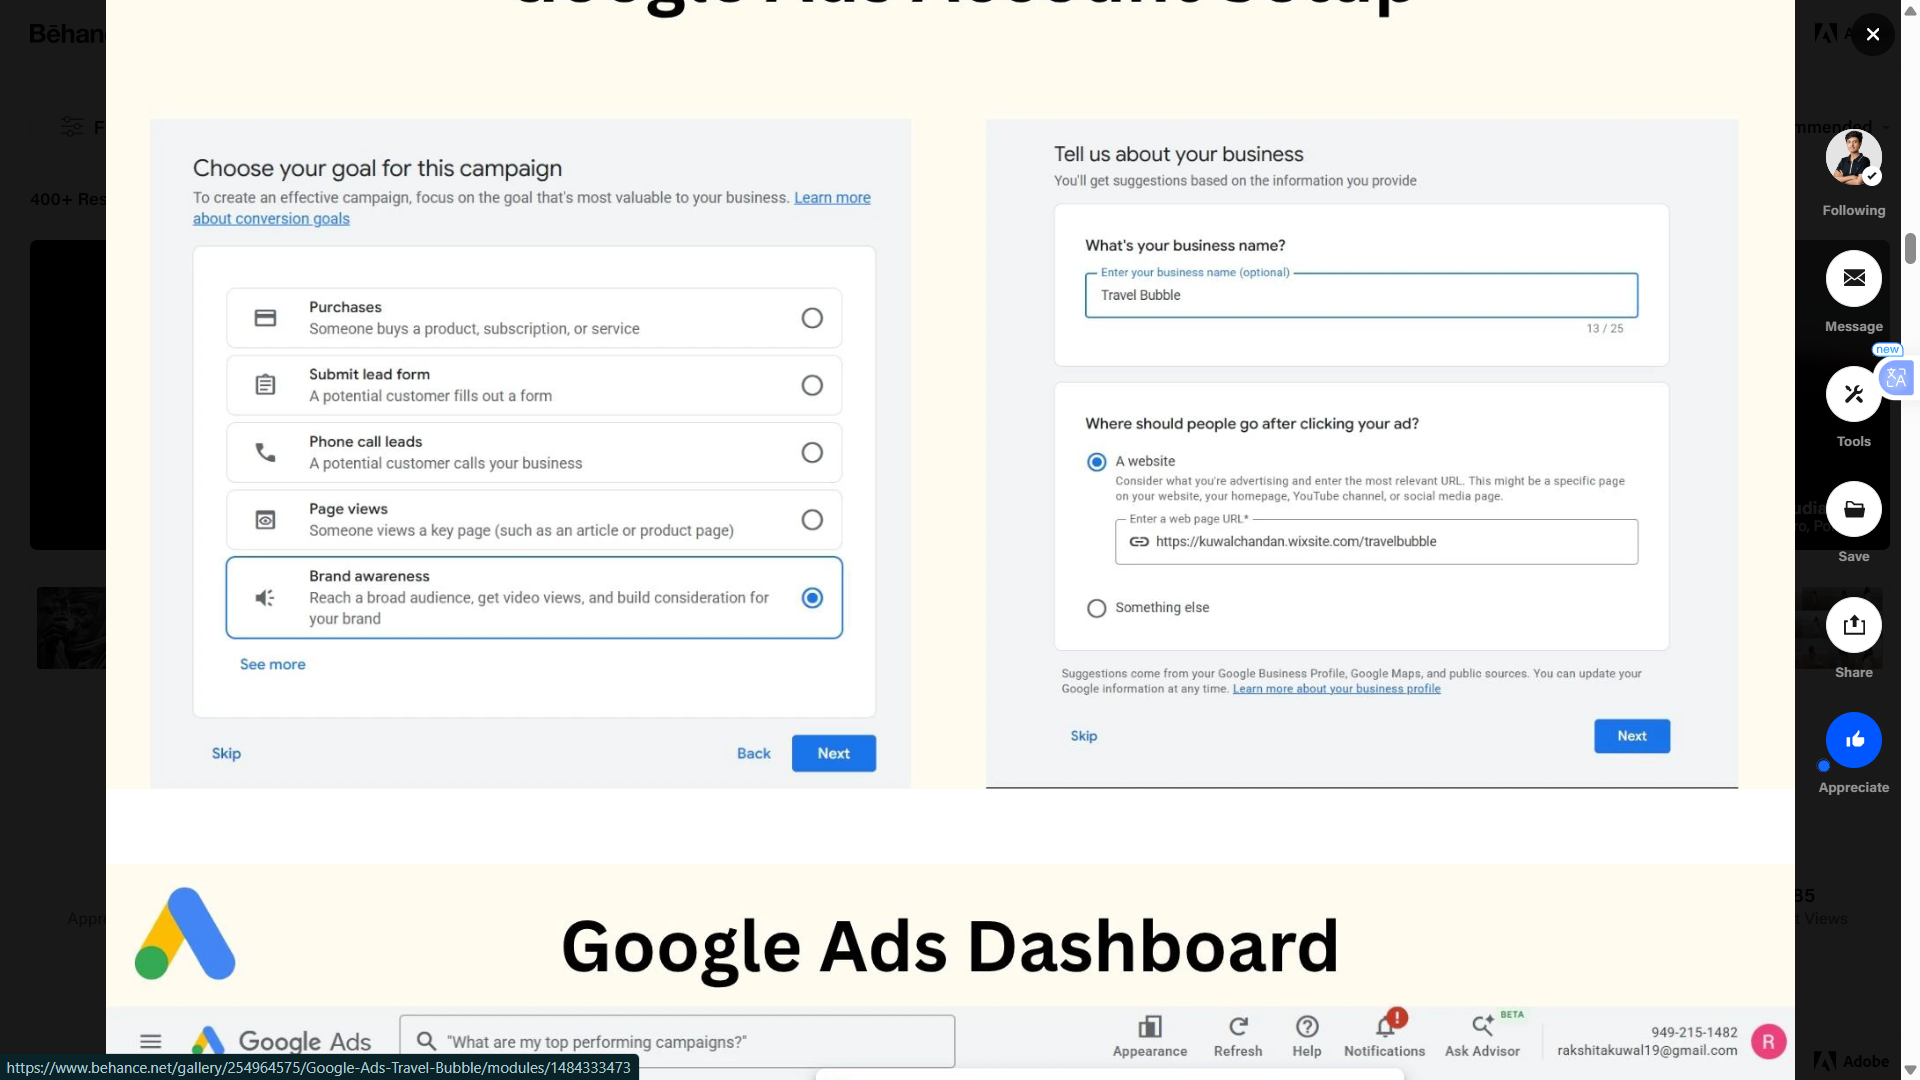 Google Ads Account Setup
Bēhan
400+ Res
Choose your goal for this campaign
To create an effective campaign, focus on the goal that's most valuable to your business. Learn more
about conversion goals
Purchases
Someone buys a product, subscription, or service
Submit lead form
A potential customer fills out a form
Phone call leads
A potential customer calls your business
Page views
Someone views a key page (such as an article or product page)
Brand awareness
Reach a broad audience, get video views, and build consideration for
your brand
See more
Skip
Back
Next
Tell us about your business
You'll get suggestions based on the information you provide
What's your business name?
Enter your business name (optional)
Travel Bubble
13 / 25
Where should people go after clicking your ad?
A website
Consider what you're advertising and enter the most relevant URL. This might be a specific page
on your website, your homepage, YouTube channel, or social media page.
Enter a web page URL*
https://kuwalchandan.wixsite.com/travelbubble
Something else
Suggestions come from your Google Business Profile, Google Maps, and public sources. You can update your
Google information at any time. Learn more about your business profile
Skip
Next
mmended
Following
Message
new
Tools
Save
Share
Appreciate
Views
Google Ads Dashboard
Google Ads
"What are my top performing campaigns?"
Appearance
Refresh
Help
Notifications
BETA
Ask Advisor
949-215-1482
rakshitakuwal19@gmail.com
R
Adobe
https://www.behance.net/gallery/254964575/Google-Ads-Travel-Bubble/modules/1484333473